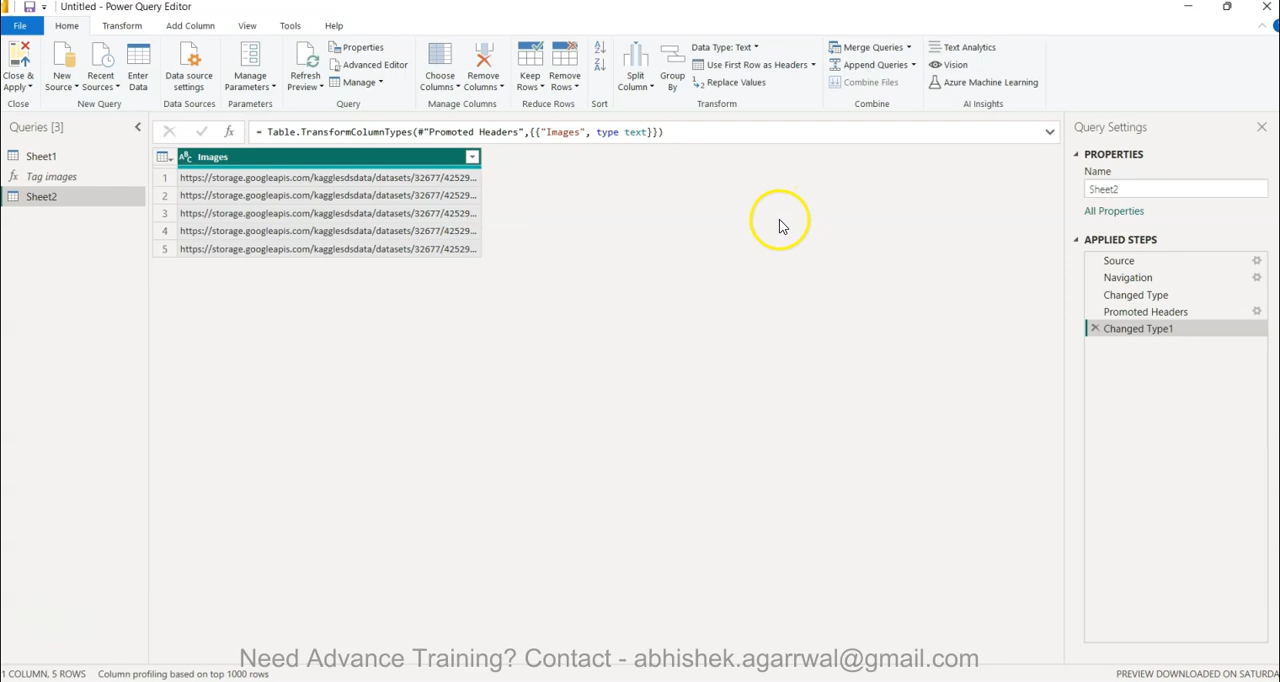 Untitled - Power Query Editor
File Home Transform Add Column View Tools Help
Close & Apply
New Source
Recent Sources
Enter Data
Data source settings
Manage Parameters
Refresh Preview
Properties
Advanced Editor
Manage
Choose Columns
Remove Columns
Keep Rows
Remove Rows
Split Column
Group By
Data Type: Text
Use First Row as Headers
Replace Values
Merge Queries
Append Queries
Combine Files
Text Analytics
Vision
Azure Machine Learning
Close New Query Data Sources Parameters Query Manage Columns Reduce Rows Sort Transform Combine AI Insights
Queries [3]
Sheet1
Tag images
Sheet2
= Table.TransformColumnTypes(#"Promoted Headers",{{"Images", type text}})
Images
1 https://storage.googleapis.com/kagglesdsdata/datasets/32677/42529...
2 https://storage.googleapis.com/kagglesdsdata/datasets/32677/42529...
3 https://storage.googleapis.com/kagglesdsdata/datasets/32677/42529...
4 https://storage.googleapis.com/kagglesdsdata/datasets/32677/42529...
5 https://storage.googleapis.com/kagglesdsdata/datasets/32677/42529...
Query Settings
PROPERTIES
Name
Sheet2
All Properties
APPLIED STEPS
Source
Navigation
Changed Type
Promoted Headers
Changed Type1
Need Advance Training? Contact - abhishek.agarrwal@gmail.com
1 COLUMN, 5 ROWS Column profiling based on top 1000 rows
PREVIEW DOWNLOADED ON SATURDA